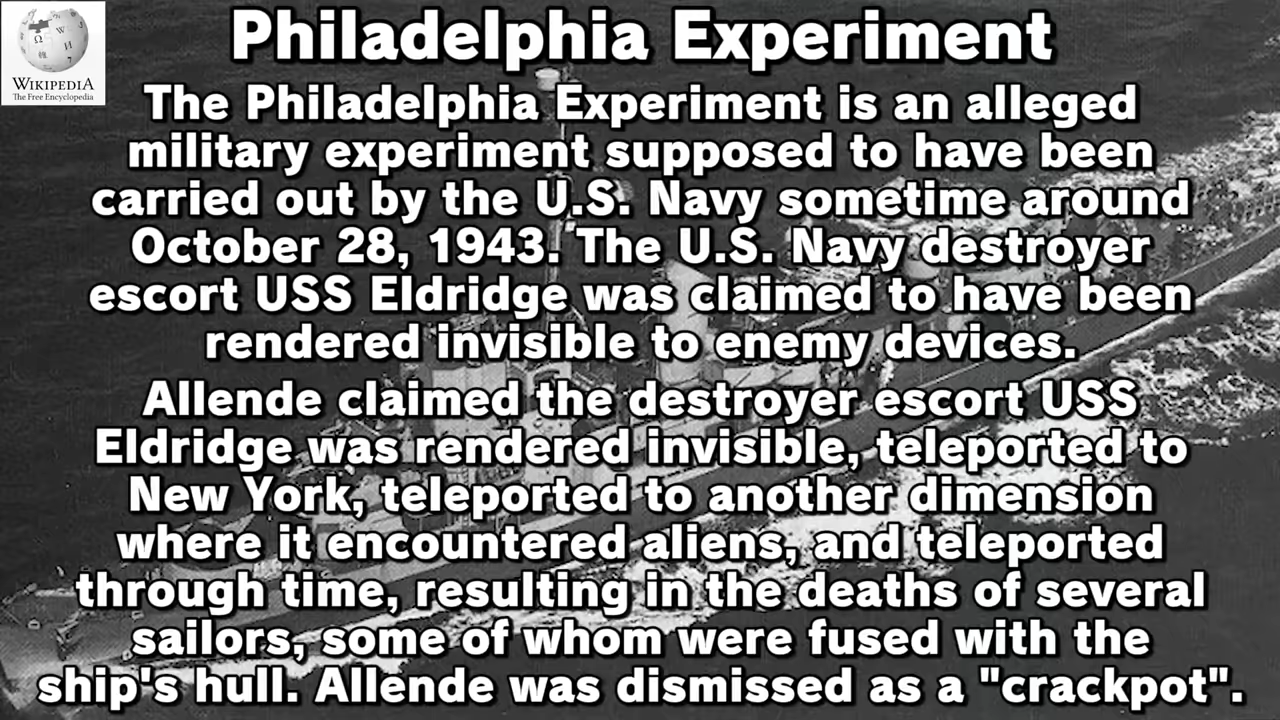 WIKIPEDIA
The Free Encyclopedia
Philadelphia Experiment
The Philadelphia Experiment is an alleged
military experiment supposed to have been
carried out by the U.S. Navy sometime around
October 28, 1943. The U.S. Navy destroyer
escort USS Eldridge was claimed to have been
rendered invisible to enemy devices.
Allende claimed the destroyer escort USS
Eldridge was rendered invisible, teleported to
New York, teleported to another dimension
where it encountered aliens, and teleported
through time, resulting in the deaths of several
sailors, some of whom were fused with the
ship's hull. Allende was dismissed as a "crackpot".